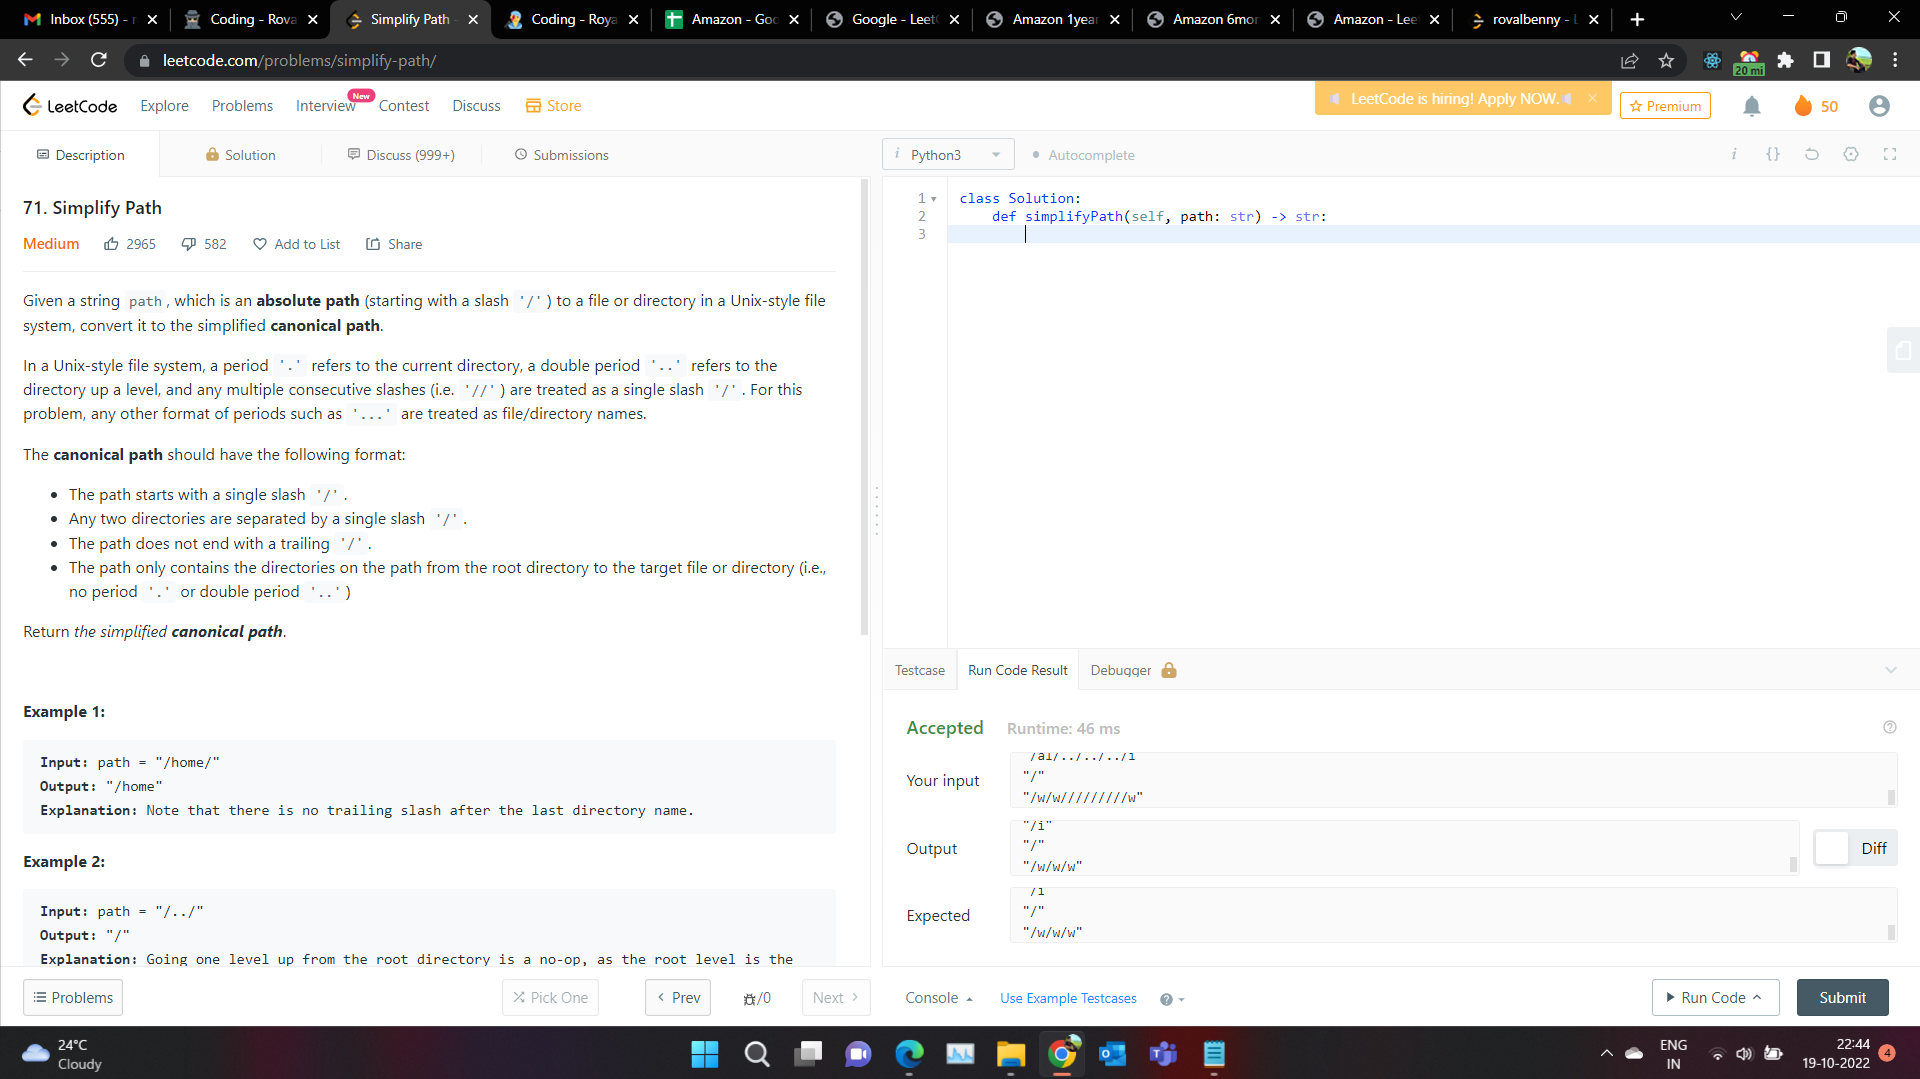 Inbox (555) - r
Coding - Rova
Simplify Path -
Coding - Roya
Amazon - Goo
Google - LeetC
Amazon 1year
Amazon 6mon
Amazon - Lee
rovalbenny - L
leetcode.com/problems/simplify-path/
20 mi
LeetCode
Explore
Problems
Interview
New
Contest
Discuss
Store
LeetCode is hiring! Apply NOW.
Premium
50
Description
Solution
Discuss (999+)
Submissions
i Python3
Autocomplete
71. Simplify Path
Medium 2965 582 Add to List Share
Given a string path, which is an absolute path (starting with a slash '/') to a file or directory in a Unix-style file
system, convert it to the simplified canonical path.
In a Unix-style file system, a period '.' refers to the current directory, a double period '..' refers to the
directory up a level, and any multiple consecutive slashes (i.e. '//') are treated as a single slash '/'. For this
problem, any other format of periods such as '...' are treated as file/directory names.
The canonical path should have the following format:
• The path starts with a single slash '/'.
• Any two directories are separated by a single slash '/'.
• The path does not end with a trailing '/'.
• The path only contains the directories on the path from the root directory to the target file or directory (i.e.,
no period '.' or double period '..')
Return the simplified canonical path.
Example 1:
Input: path = "/home/"
Output: "/home"
Explanation: Note that there is no trailing slash after the last directory name.
Example 2:
Input: path = "/../"
Output: "/"
Explanation: Going one level up from the root directory is a no-op, as the root level is the
1 class Solution:
2 def simplifyPath(self, path: str) -> str:
3
Testcase
Run Code Result
Debugger
Accepted Runtime: 46 ms
Your input
/a1/../../../i
"/"
"/w/w/////////w"
Output
"/i"
"/"
"/w/w/w"
Diff
Expected
/i
"/"
"/w/w/w"
Problems
Pick One
Prev
/0
Next
Console
Use Example Testcases
Run Code
Submit
24°C
Cloudy
ENG
IN
22:44
19-10-2022
4